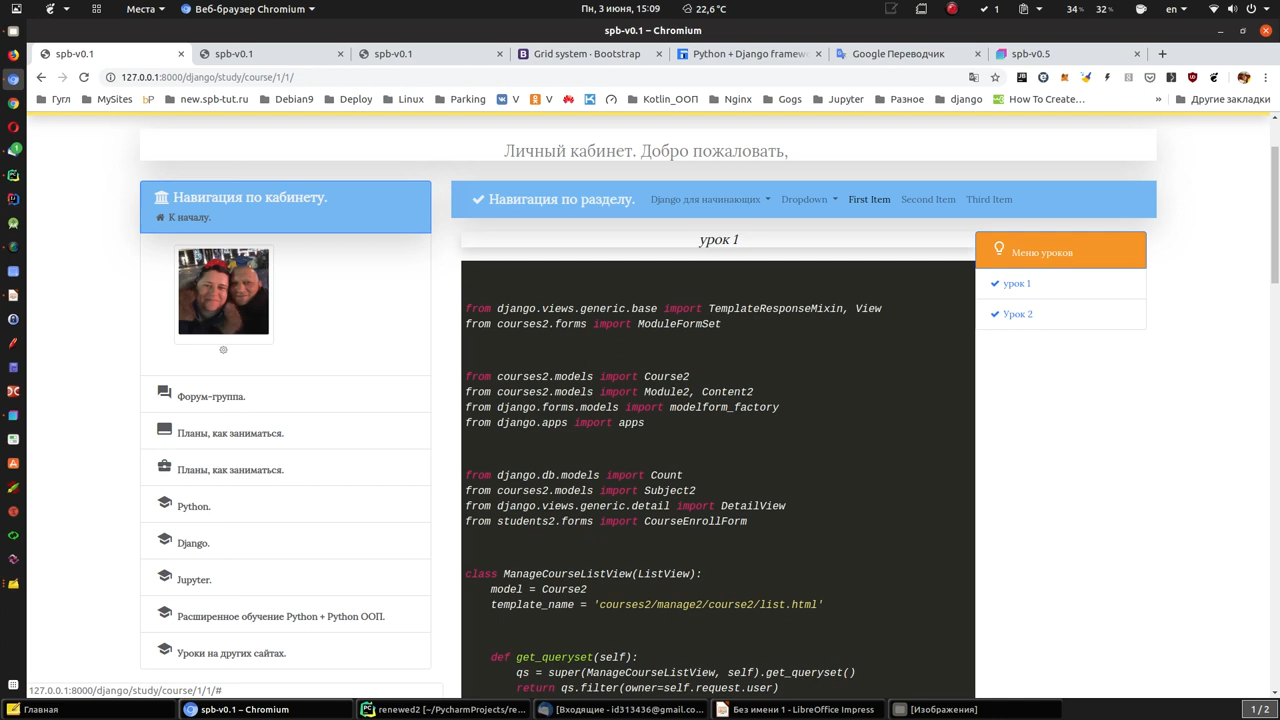 Места
Веб-браузер Chromium
Пн, 3 июня, 15:09
22,6°C
1
34%
32%
en
spb-v0.1 – Chromium
spb-v0.1
spb-v0.1
spb-v0.1
Grid system · Bootstrap
Python + Django framew
Google Переводчик
spb-v0.5
127.0.0.1:8000/django/study/course/1/1/
Гугл
MySites
bP
new.spb-tut.ru
Debian9
Deploy
Linux
Parking
V
V
Kotlin_ООП
Nginx
Gogs
Jupyter
Разное
django
How To Create…
»
Другие закладки
Личный кабинет. Добро пожаловать,
Навигация по кабинету.
К началу.
Форум-группа.
Планы, как заниматься.
Планы, как заниматься.
Python.
Django.
Jupyter.
Расширенное обучение Python + Python ООП.
Уроки на других сайтах.
Навигация по разделу.
Django для начинающих
Dropdown
First Item
Second Item
Third Item
урок 1
from django.views.generic.base import TemplateResponseMixin, View
from courses2.forms import ModuleFormSet
from courses2.models import Course2
from courses2.models import Module2, Content2
from django.forms.models import modelform_factory
from django.apps import apps
from django.db.models import Count
from courses2.models import Subject2
from django.views.generic.detail import DetailView
from students2.forms import CourseEnrollForm
class ManageCourseListView(ListView):
model = Course2
template_name = 'courses2/manage2/course2/list.html'
def get_queryset(self):
qs = super(ManageCourseListView, self).get_queryset()
return qs.filter(owner=self.request.user)
Меню уроков
урок 1
Урок 2
127.0.0.1:8000/django/study/course/1/1/#
Главная
spb-v0.1 – Chromium
renewed2 [~/PycharmProjects/re…
[Входящие - id313436@gmail.co…
Без имени 1 - LibreOffice Impress
[Изображения]
1 / 2